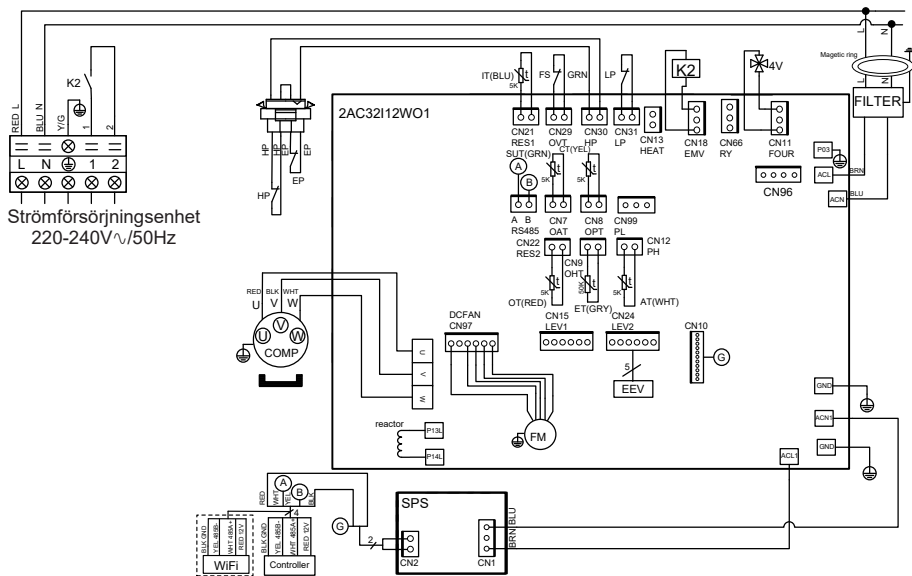 RED L
BLU N
Y/G
K2
1
2
L N 1 2
Strömförsörjningsenhet
220-240V∿/50Hz
HP
HP
EP
EP
HP
EP
2AC32I12WO1
IT(BLU)
5K
t
FS
GRN
LP
K2
4V
CN21
RES1
CN29
OVT
CN30
HP
CN31
LP
CN13
HEAT
CN18
EMV
CN66
RY
CN11
FOUR
SUT(GRN)
CT(YEL)
A
B
5K
t
5K
t
CN96
A B
RS485
CN7
OAT
CN8
OPT
CN99
PL
CN22
RES2
CN9
OHT
CN12
PH
5K
t
50K
t
5K
t
OT(RED)
ET(GRY)
AT(WHT)
L
N
Magetic ring
L
N
FILTER
P03
ACL
BRN
ACN
BLU
RED BLK WHT
U V W
U
V
W
COMP
U
V
W
DCFAN
CN97
CN15
LEV1
CN24
LEV2
CN10
G
5
EEV
FM
reactor
P13L
P14L
GND
ACN1
GND
ACL1
RED
WHT
A
YEL
B
BLK
4
G
2
BLK GND
YEL 485B-
WHT 485A+
RED 12V
WiFi
BLK GND
YEL 485B-
WHT 485A+
RED 12V
Controller
SPS
CN2
CN1
BLU
BRN